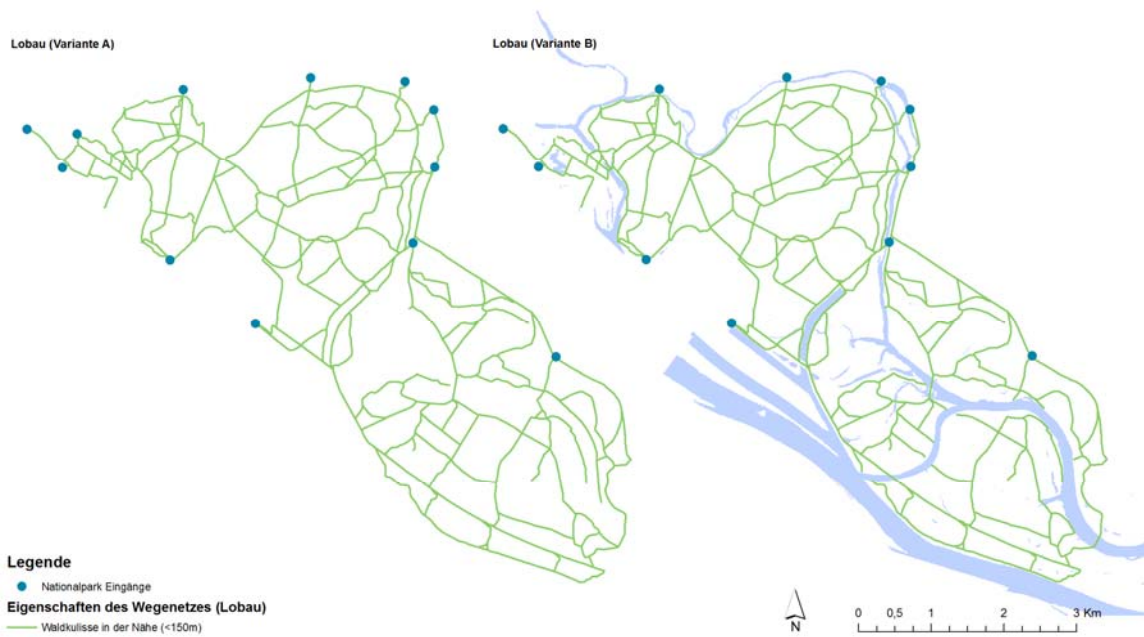 Lobau (Variante A)
Lobau (Variante B)
Legende
Nationalpark Eingänge
Eigenschaften des Wegenetzes (Lobau)
Waldkulisse in der Nähe (<150m)
N
0 0,5 1 2 3 Km